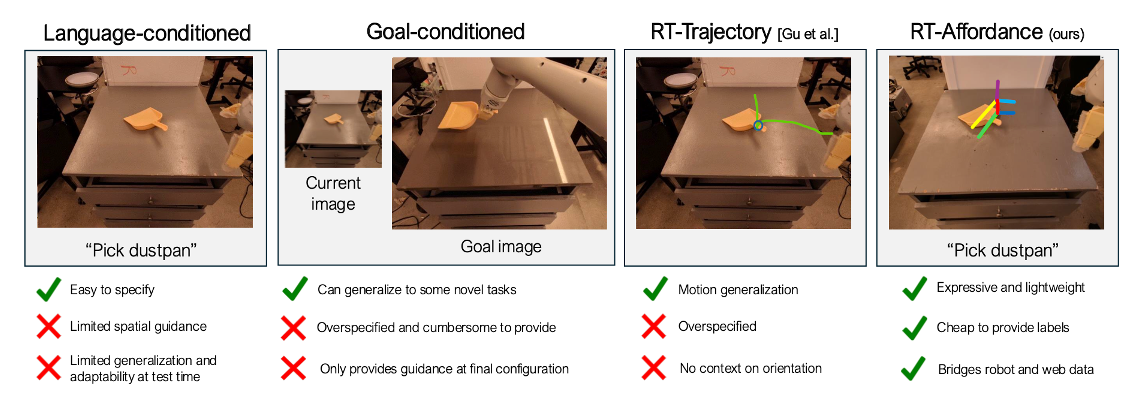 Language-conditioned
Goal-conditioned
RT-Trajectory [Gu et al.]
RT-Affordance (ours)
Current
image
Goal image
“Pick dustpan”
“Pick dustpan”
Easy to specify
Limited spatial guidance
Limited generalization and
adaptability at test time
Can generalize to some novel tasks
Overspecified and cumbersome to provide
Only provides guidance at final configuration
Motion generalization
Overspecified
No context on orientation
Expressive and lightweight
Cheap to provide labels
Bridges robot and web data